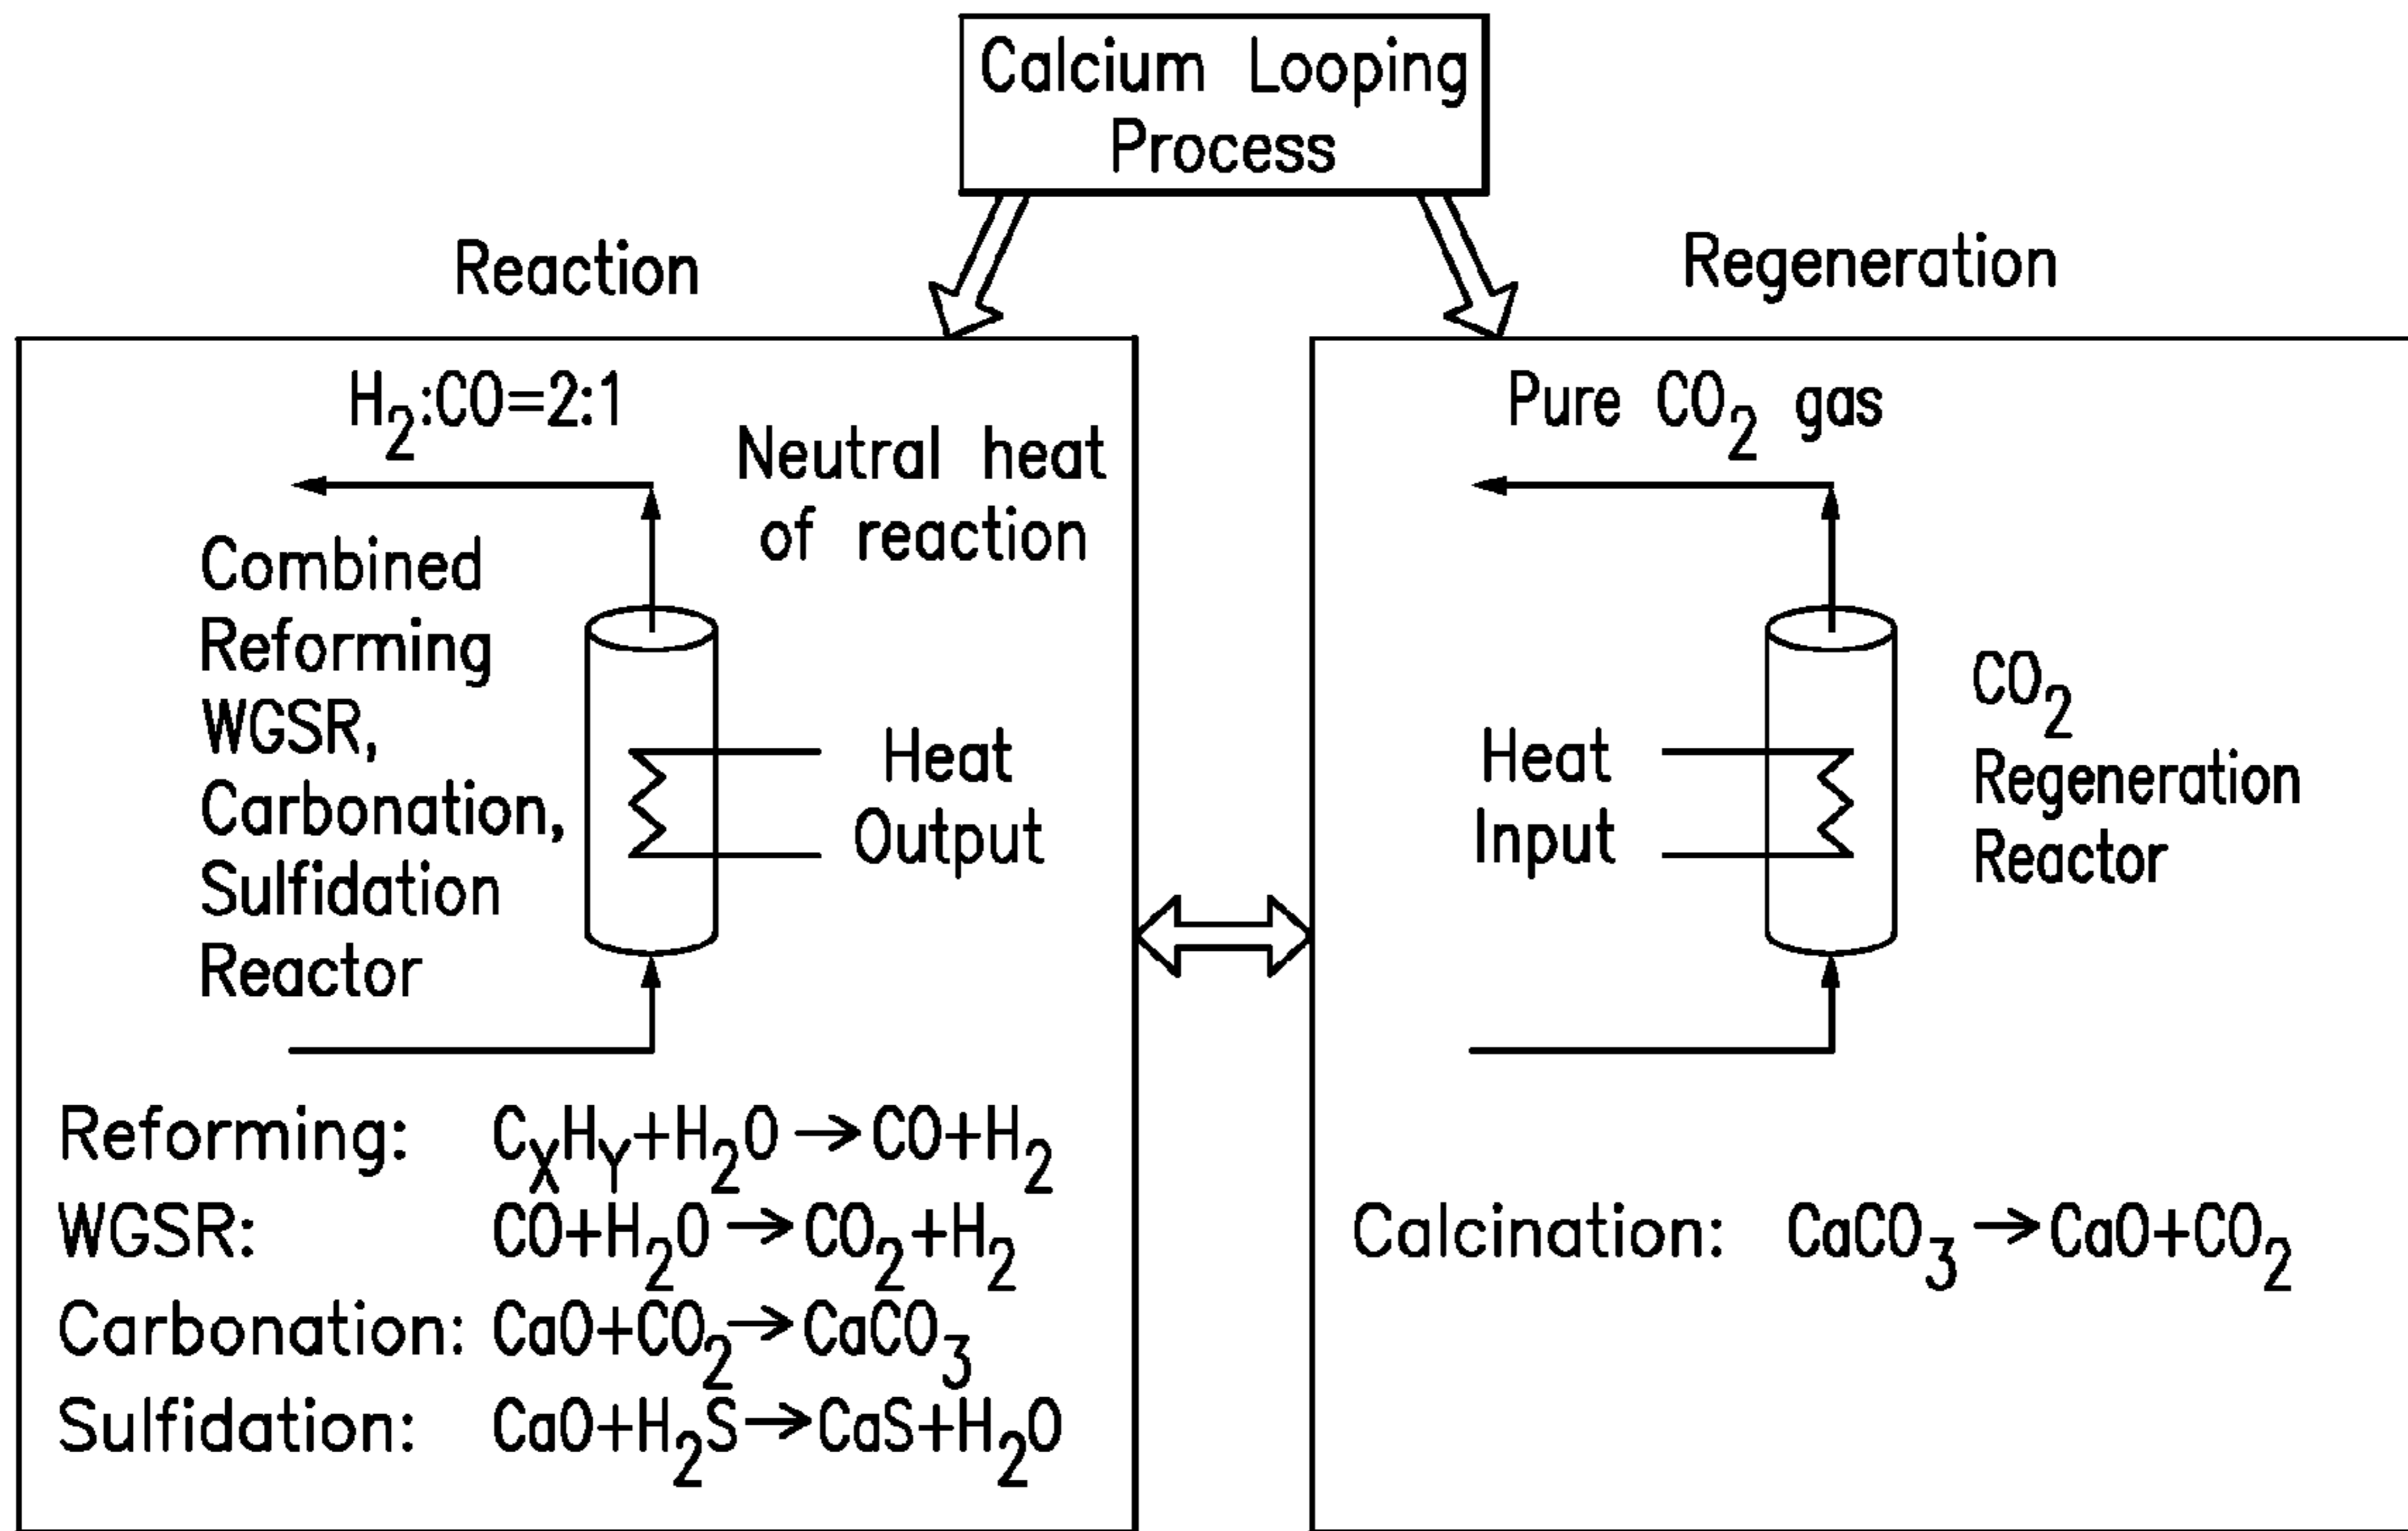 Calcium Looping
Process
Reaction
Regeneration
H₂:CO=2:1
Neutral heat
of reaction
Combined
Reforming
WGSR,
Carbonation,
Sulfidation
Reactor
Heat
Output
Reforming: CₓHᵧ+H₂O→CO+H₂
WGSR: CO+H₂O→CO₂+H₂
Carbonation: CaO+CO₂→CaCO₃
Sulfidation: CaO+H₂S→CaS+H₂O
Pure CO₂ gas
Heat
Input
CO₂
Regeneration
Reactor
Calcination: CaCO₃→CaO+CO₂